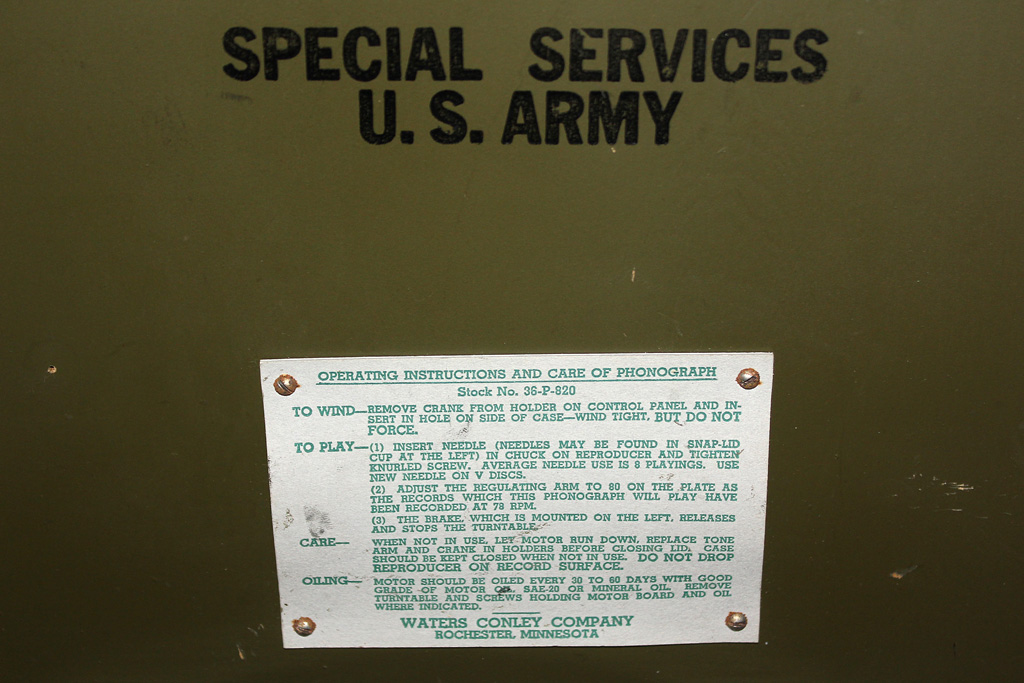 SPECIAL SERVICES
U.S. ARMY
OPERATING INSTRUCTIONS AND CARE OF PHONOGRAPH
Stock No. 36-P-820
TO WIND—REMOVE CRANK FROM HOLDER ON CONTROL PANEL AND IN-
SERT IN HOLE ON SIDE OF CASE—WIND TIGHT, BUT DO NOT
FORCE.
TO PLAY—(1) INSERT NEEDLE (NEEDLES MAY BE FOUND IN SNAP-LID
CUP AT THE LEFT) IN CHUCK ON REPRODUCER AND TIGHTEN
KNURLED SCREW. AVERAGE NEEDLE USE IS 8 PLAYINGS. USE
NEW NEEDLE ON V DISCS.
(2) ADJUST THE REGULATING ARM TO 80 ON THE PLATE AS
THE RECORDS WHICH THIS PHONOGRAPH WILL PLAY HAVE
BEEN RECORDED AT 78 RPM.
(3) THE BRAKE, WHICH IS MOUNTED ON THE LEFT, RELEASES
AND STOPS THE TURNTABLE.
CARE— WHEN NOT IN USE, LET MOTOR RUN DOWN, REPLACE TONE
ARM AND CRANK IN HOLDERS BEFORE CLOSING LID. CASE
SHOULD BE KEPT CLOSED WHEN NOT IN USE. DO NOT DROP
REPRODUCER ON RECORD SURFACE.
OILING— MOTOR SHOULD BE OILED EVERY 30 TO 60 DAYS WITH GOOD
GRADE OF MOTOR OIL SAE-20 OR MINERAL OIL. REMOVE
TURNTABLE AND SCREWS HOLDING MOTOR BOARD AND OIL
WHERE INDICATED.
WATERS CONLEY COMPANY
ROCHESTER, MINNESOTA